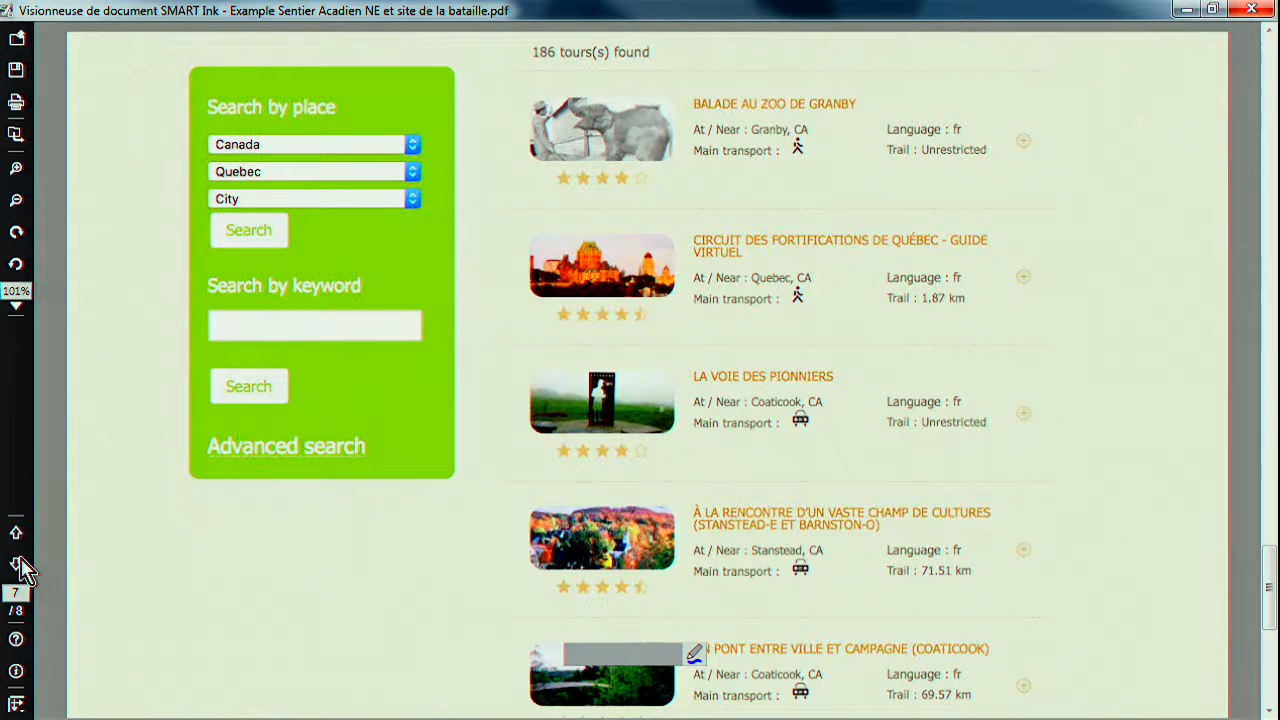 Visionneuse de document SMART Ink - Example Sentier Acadien NE et site de la bataille.pdf
186 tours(s) found
Search by place
Canada
Quebec
City
Search
Search by keyword
Search
Advanced search
BALADE AU ZOO DE GRANBY
At / Near : Granby, CA
Language : fr
Main transport :
Trail : Unrestricted
CIRCUIT DES FORTIFICATIONS DE QUÉBEC - GUIDE
VIRTUEL
At / Near : Quebec, CA
Language : fr
Main transport :
Trail : 1.87 km
LA VOIE DES PIONNIERS
At / Near : Coaticook, CA
Language : fr
Main transport :
Trail : Unrestricted
À LA RENCONTRE D'UN VASTE CHAMP DE CULTURES
(STANSTEAD-E ET BARNSTON-O)
At / Near : Stanstead, CA
Language : fr
Main transport :
Trail : 71.51 km
N PONT ENTRE VILLE ET CAMPAGNE (COATICOOK)
At / Near : Coaticook, CA
Language : fr
Main transport :
Trail : 69.57 km
101%
7
/ 8